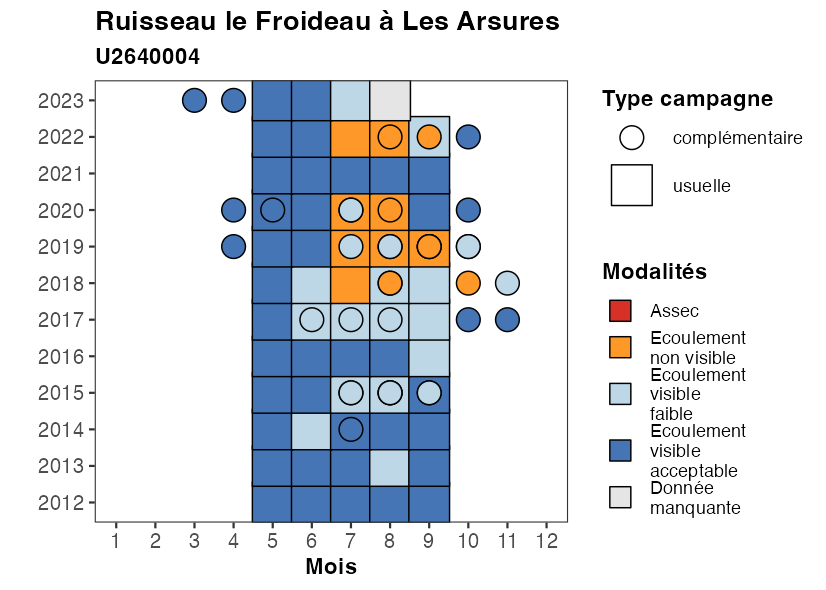 Ruisseau le Froideau à Les Arsures
U2640004
2023
2022
2021
2020
2019
2018
2017
2016
2015
2014
2013
2012
1 2 3 4 5 6 7 8 9 10 11 12
Mois
Type campagne
complémentaire
usuelle
Modalités
Assec
Ecoulement
non visible
Ecoulement
visible
faible
Ecoulement
visible
acceptable
Donnée
manquante